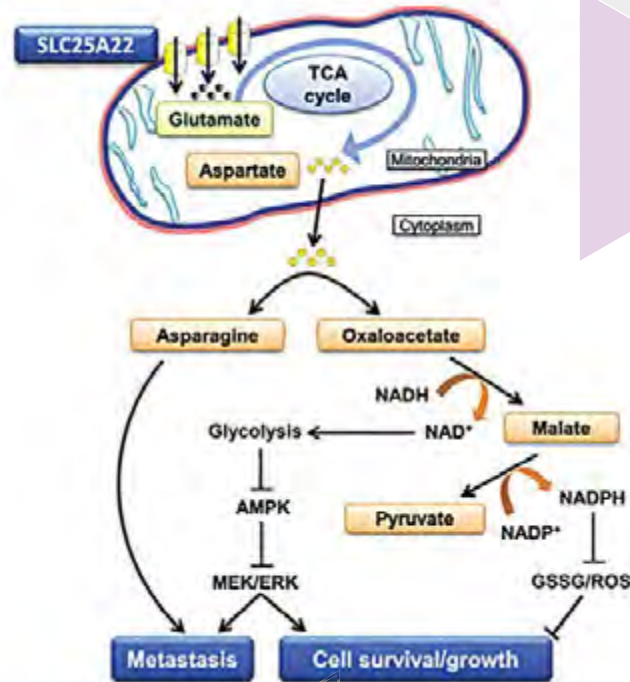 SLC25A22
TCA
cycle
Glutamate
Aspartate
Mitochondria
Cytoplasm
Asparagine
Oxaloacetate
NADH
Glycolysis
NAD⁺
Malate
AMPK
Pyruvate
NADPH
NADP⁺
MEK/ERK
GSSG/ROS
Metastasis
Cell survival/growth